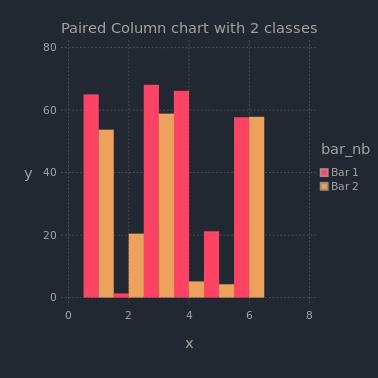 Paired Column chart with 2 classes
80
60
40
20
0
y
0 2 4 6 8
x
bar_nb
Bar 1
Bar 2